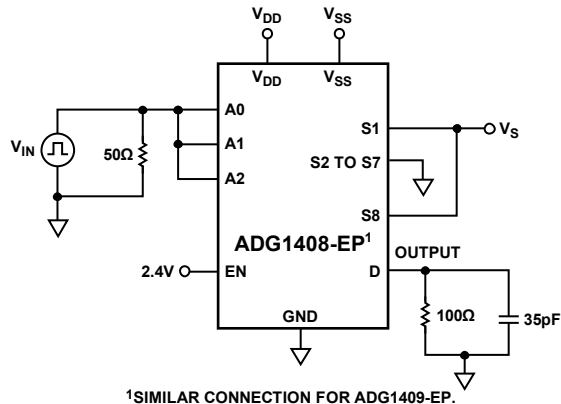 VDD
VSS
VDD
VSS
A0
A1
A2
VIN
50Ω
S1
VS
S2 TO S7
S8
ADG1408-EP1
OUTPUT
2.4V
EN
D
100Ω
35pF
GND
1SIMILAR CONNECTION FOR ADG1409-EP.